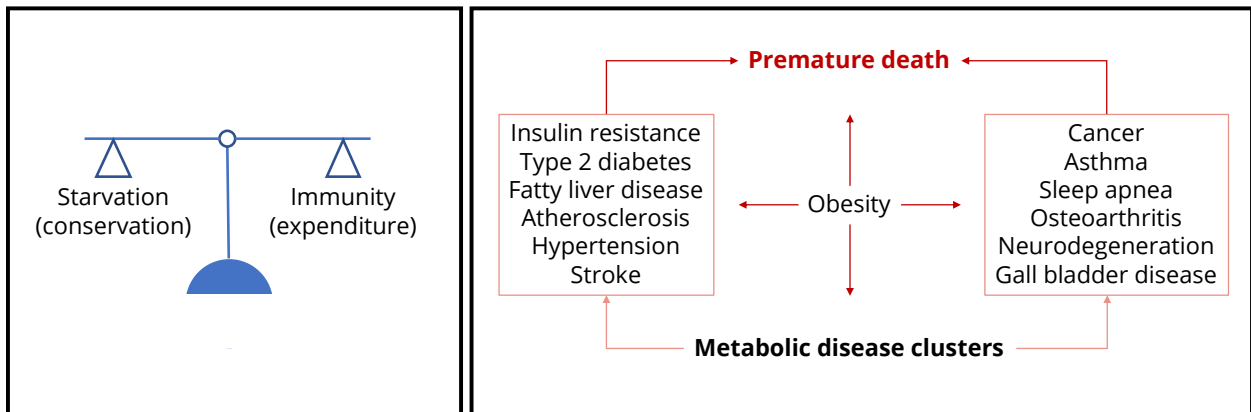 Starvation
(conservation)
Immunity
(expenditure)
Premature death
Insulin resistance
Type 2 diabetes
Fatty liver disease
Atherosclerosis
Hypertension
Stroke
Obesity
Cancer
Asthma
Sleep apnea
Osteoarthritis
Neurodegeneration
Gall bladder disease
Metabolic disease clusters